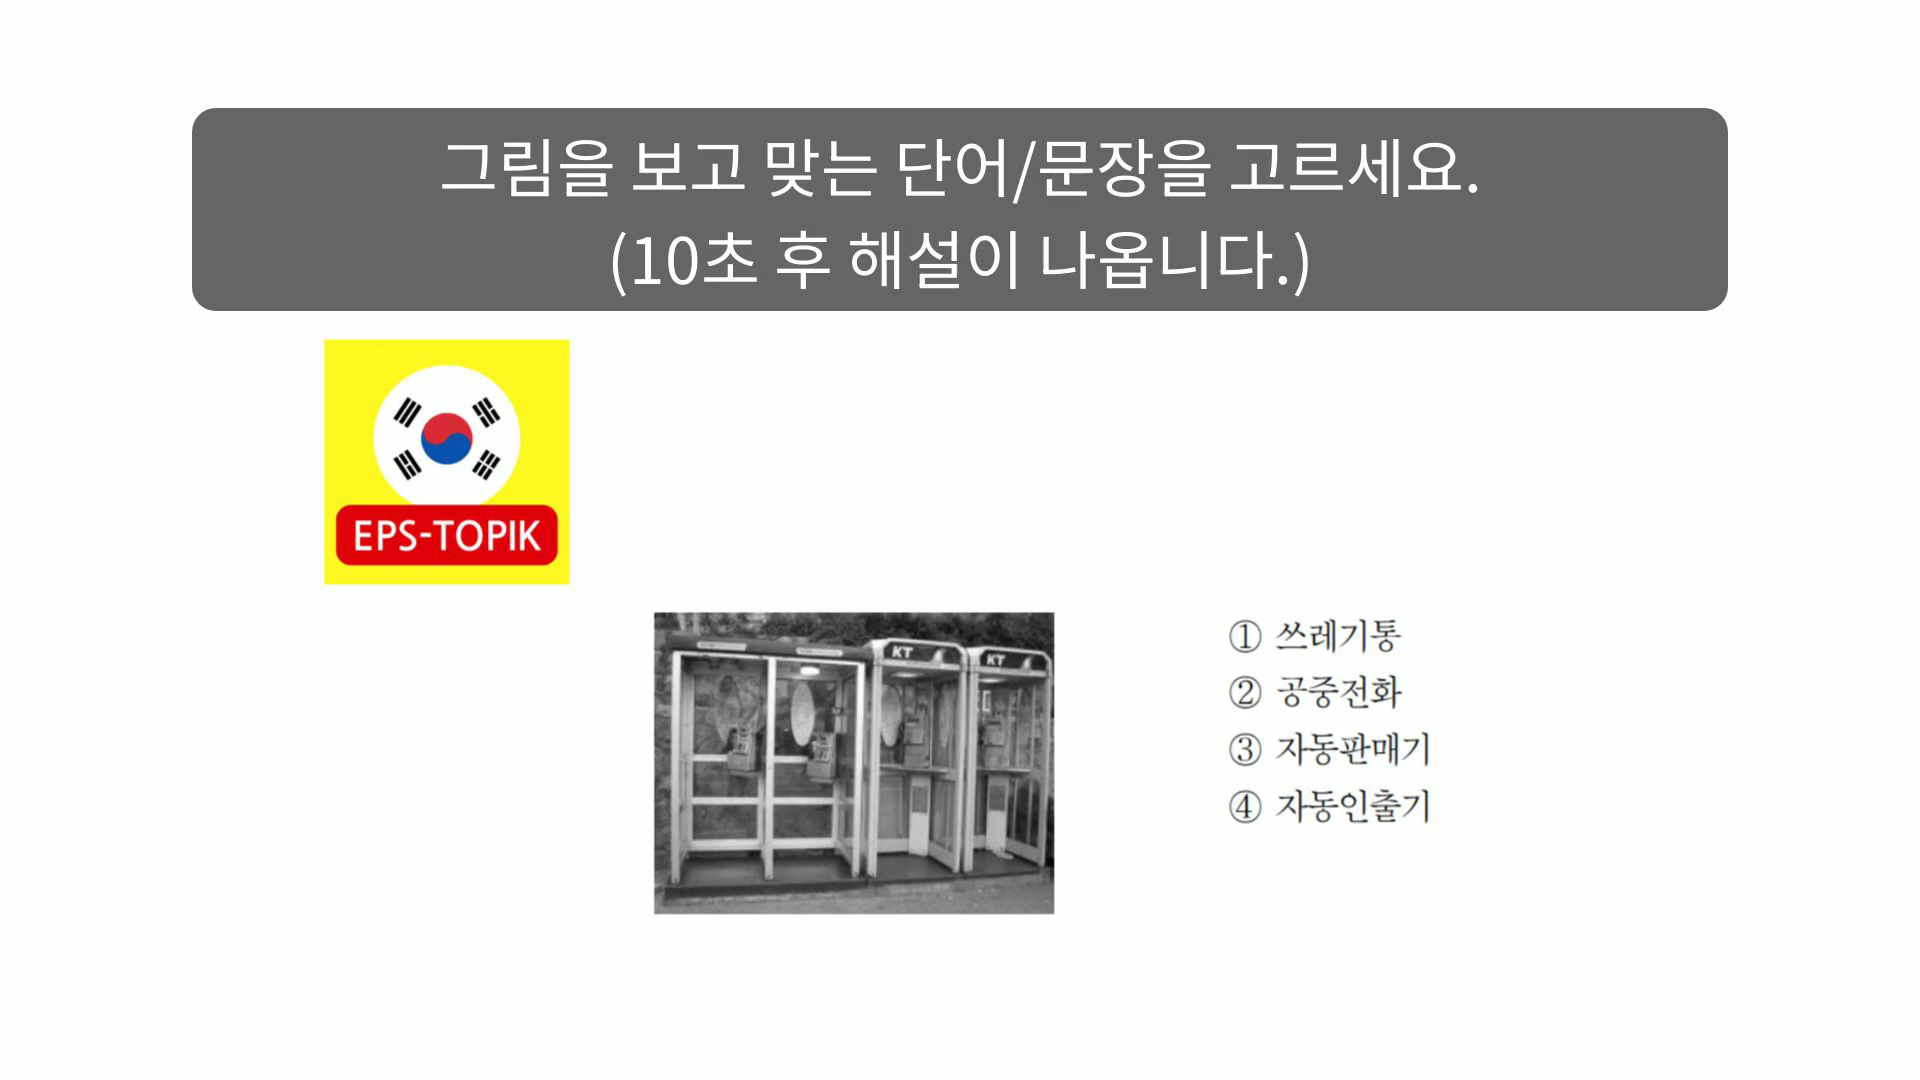 그림을 보고 맞는 단어/문장을 고르세요.
(10초 후 해설이 나옵니다.)
EPS-TOPIK
KT
KT
① 쓰레기통
② 공중전화
③ 자동판매기
④ 자동인출기